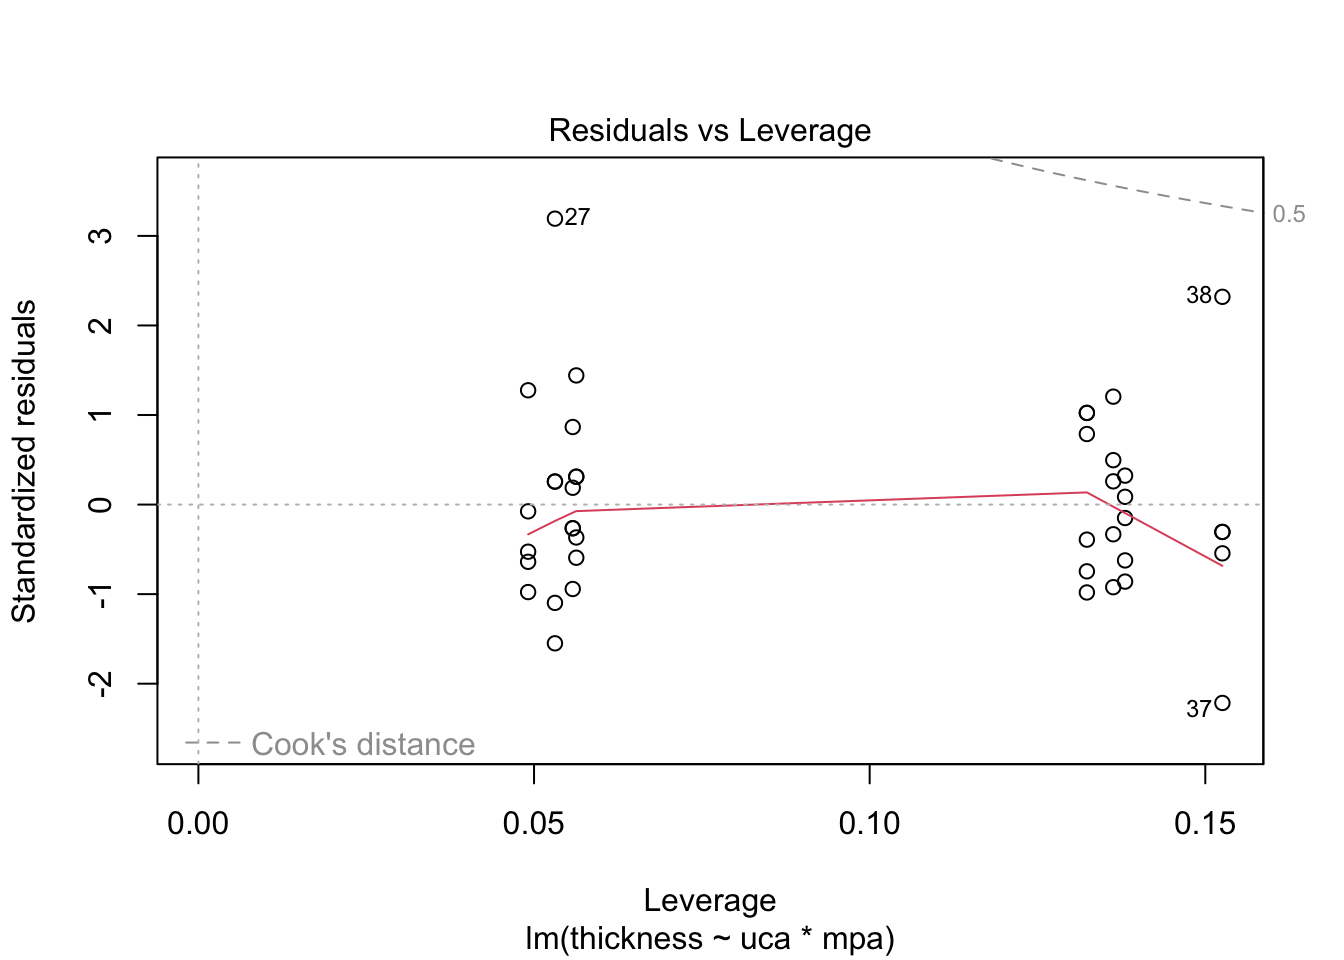 Residuals vs Leverage
Standardized residuals
3
2
1
0
-1
-2
27
38
37
0.5
Cook's distance
0.00
0.05
0.10
0.15
Leverage
lm(thickness ~ uca * mpa)